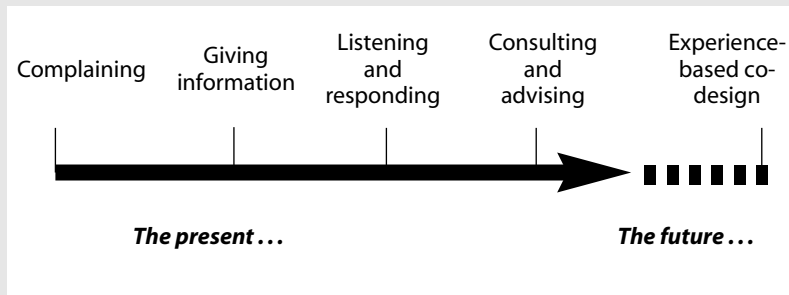 Complaining
Giving
information
Listening
and
responding
Consulting
and
advising
Experience-
based co-
design
The present . . .
The future . . .